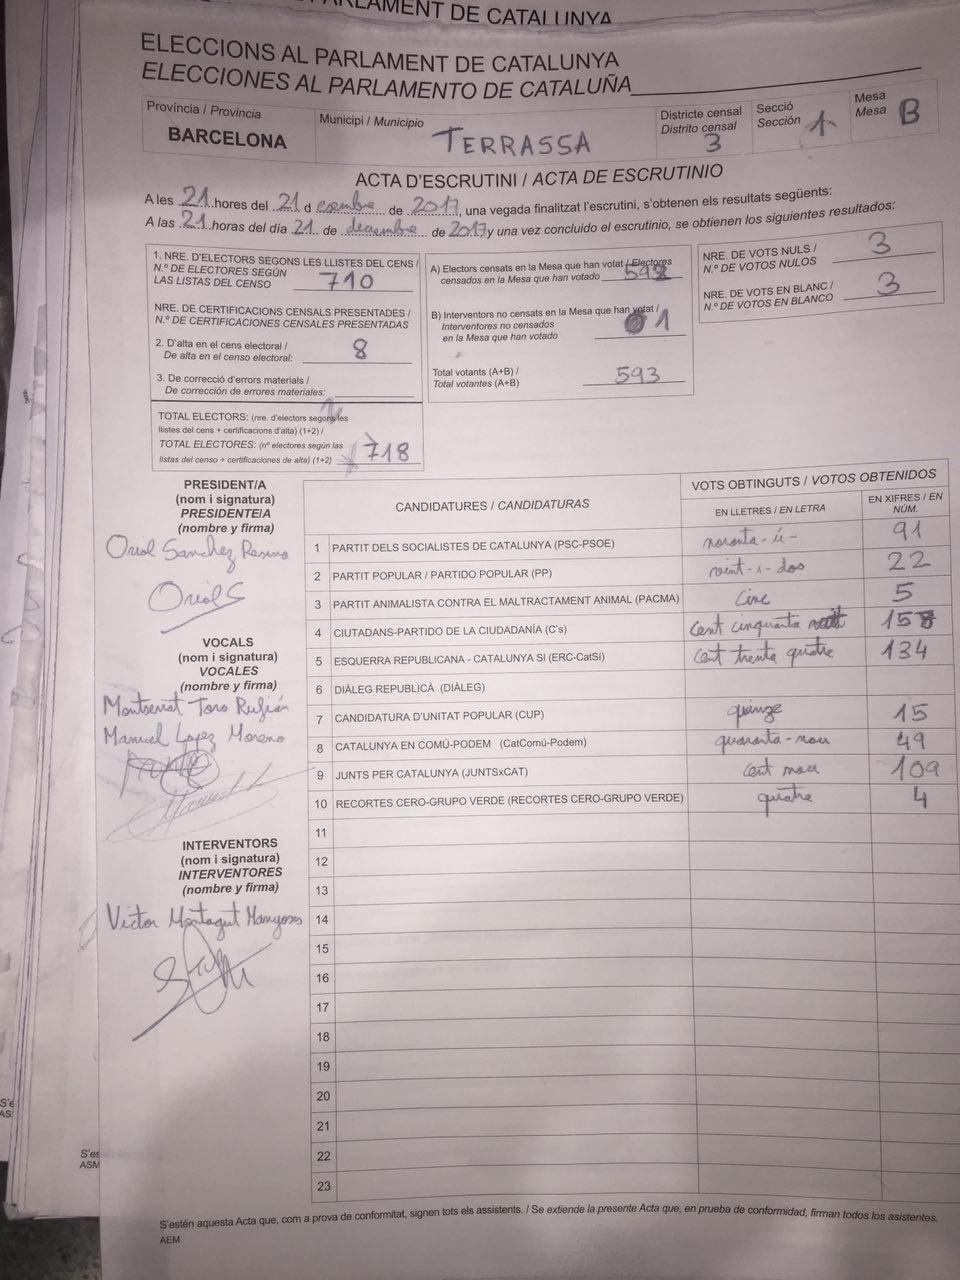 PARLAMENT DE CATALUNYA
ELECCIONS AL PARLAMENT DE CATALUNYA
ELECCIONES AL PARLAMENTO DE CATALUÑA
Província / Provincia
BARCELONA
Municipi / Municipio
TERRASSA
Districte censal
Distrito censal
3
Secció
Sección
1
Mesa
Mesa
B
ACTA D'ESCRUTINI / ACTA DE ESCRUTINIO
A les 21 hores del 21 d esembre de 2017, una vegada finalitzat l'escrutini, s'obtenen els resultats següents:
A las 21 horas del día 21 de diciembre de 2017 y una vez concluido el escrutinio, se obtienen los siguientes resultados:
1. NRE. D'ELECTORS SEGONS LES LLISTES DEL CENS /
N.º DE ELECTORES SEGÚN
LAS LISTAS DEL CENSO 710
NRE. DE CERTIFICACIONS CENSALS PRESENTADES /
N.º DE CERTIFICACIONES CENSALES PRESENTADAS
2. D'alta en el cens electoral /
De alta en el censo electoral: 8
3. De correcció d'errors materials /
De corrección de errores materiales:
TOTAL ELECTORS: (nre. d'electors segons les
llistes del cens + certificacions d'alta) (1+2) /
TOTAL ELECTORES: (nº electores según las
listas del censo + certificaciones de alta) (1+2) 718
A) Electors censats en la Mesa que han votat / Electores
censados en la Mesa que han votado 592
B) Interventors no censats en la Mesa que han votat /
Interventores no censados
en la Mesa que han votado 1
Total votants (A+B) /
Total votantes (A+B) 593
NRE. DE VOTS NULS /
N.º DE VOTOS NULOS 3
NRE. DE VOTS EN BLANC /
N.º DE VOTOS EN BLANCO 3
PRESIDENT/A
(nom i signatura)
PRESIDENTE/A
(nombre y firma)
Oriol Sanchez
Oriol S
VOCALS
(nom i signatura)
VOCALES
(nombre y firma)
Montserrat Toro Rufián
Manuel Lopez Moreno
INTERVENTORS
(nom i signatura)
INTERVENTORES
(nombre y firma)
Victor Montagut
CANDIDATURES / CANDIDATURAS
VOTS OBTINGUTS / VOTOS OBTENIDOS
EN LLETRES / EN LETRA
EN XIFRES / EN
NÚM.
1 PARTIT DELS SOCIALISTES DE CATALUNYA (PSC-PSOE) noranta-u 91
2 PARTIT POPULAR / PARTIDO POPULAR (PP) vint-i-dos 22
3 PARTIT ANIMALISTA CONTRA EL MALTRACTAMENT ANIMAL (PACMA) cinc 5
4 CIUTADANS-PARTIDO DE LA CIUDADANÍA (C's) cent cinquanta vuit 158
5 ESQUERRA REPUBLICANA - CATALUNYA SI (ERC-CatSí) cent trenta quatre 134
6 DIÀLEG REPUBLICÀ (DIÀLEG)
7 CANDIDATURA D'UNITAT POPULAR (CUP) quinze 15
8 CATALUNYA EN COMÚ-PODEM (CatComú-Podem) quaranta-nou 49
9 JUNTS PER CATALUNYA (JUNTSxCAT) cent nou 109
10 RECORTES CERO-GRUPO VERDE (RECORTES CERO-GRUPO VERDE) quatre 4
11
12
13
14
15
16
17
18
19
20
21
22
23
S'estén aquesta Acta que, com a prova de conformitat, signen tots els assistents. / Se extiende la presente Acta que, en prueba de conformidad, firman todos los asistentes.
AEM
S'es
ASM
S'e
AS